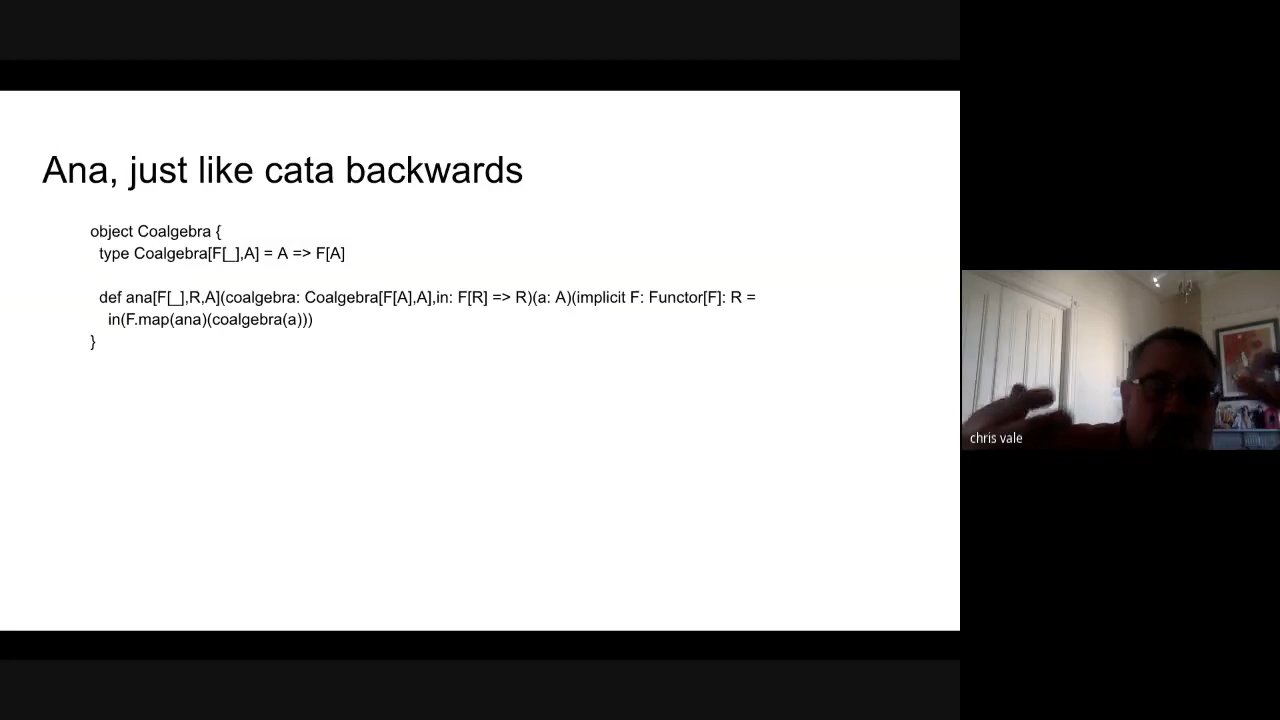 Ana, just like cata backwards
object Coalgebra {
type Coalgebra[F[_],A] = A => F[A]
def ana[F[_],R,A](coalgebra: Coalgebra[F[A],A],in: F[R] => R)(a: A)(implicit F: Functor[F]: R =
in(F.map(ana)(coalgebra(a)))
}
chris vale